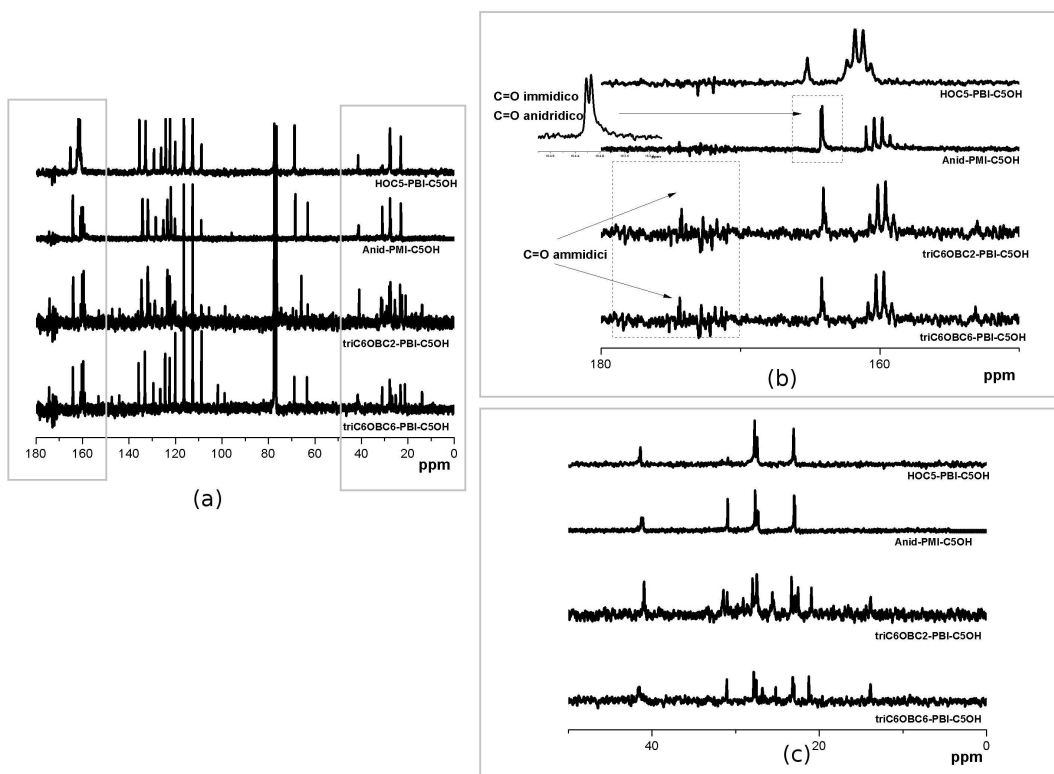 HOC5-PBI-C5OH
Anid-PMI-C5OH
triC6OBC2-PBI-C5OH
triC6OBC6-PBI-C5OH
180 160 140 120 100 80 60 40 20 0
ppm
(a)
HOC5-PBI-C5OH
C=O immidico
C=O anidridico
Anid-PMI-C5OH
C=O ammidici
triC6OBC2-PBI-C5OH
triC6OBC6-PBI-C5OH
180 160
ppm
(b)
HOC5-PBI-C5OH
Anid-PMI-C5OH
triC6OBC2-PBI-C5OH
triC6OBC6-PBI-C5OH
40 20 0
ppm
(c)